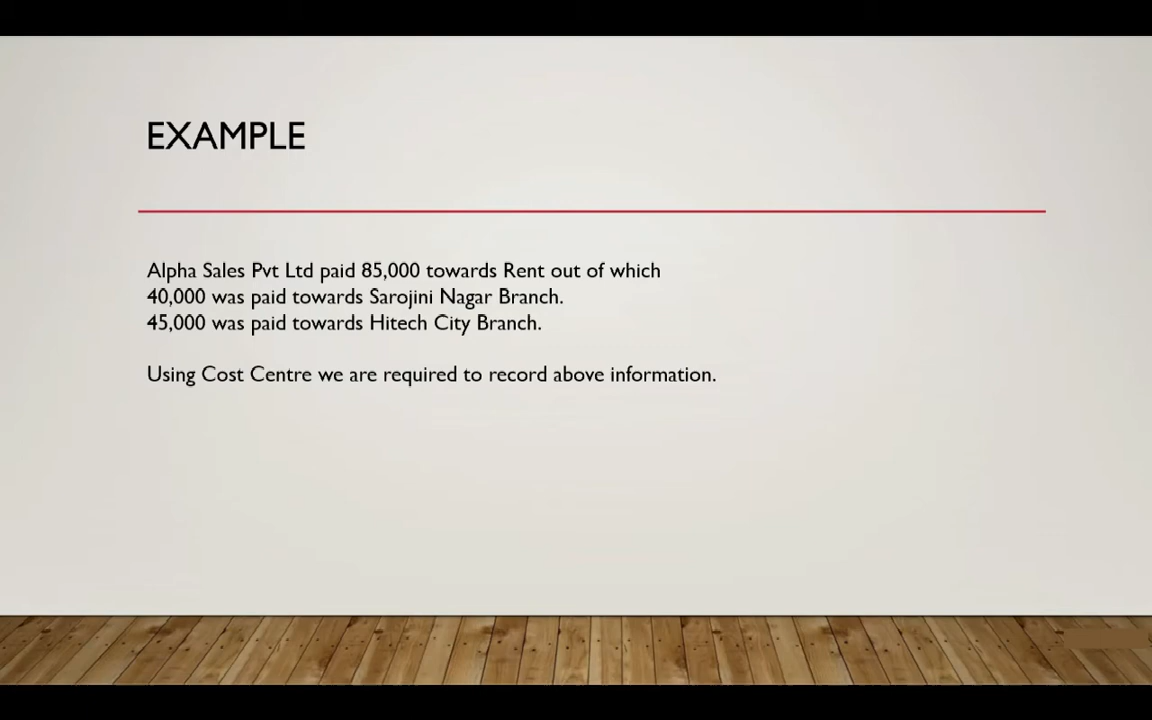 EXAMPLE
Alpha Sales Pvt Ltd paid 85,000 towards Rent out of which
40,000 was paid towards Sarojini Nagar Branch.
45,000 was paid towards Hitech City Branch.
Using Cost Centre we are required to record above information.